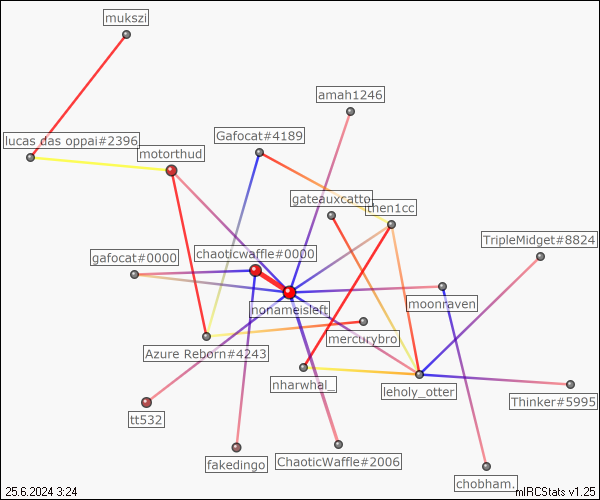 mukszi
amah1246
lucas das oppai#2396
Gafocat#4189
motorthud
gateauxcatto
then1cc
TripleMidget#8824
gafocat#0000
chaoticwaffle#0000
nonameisleft
moonraven
mercurybro
Azure Reborn#4243
nharwhal_
leholy_otter
Thinker#5995
tt532
fakedingo
ChaoticWaffle#2006
chobham.
25.6.2024 3:24
mIRCStats v1.25